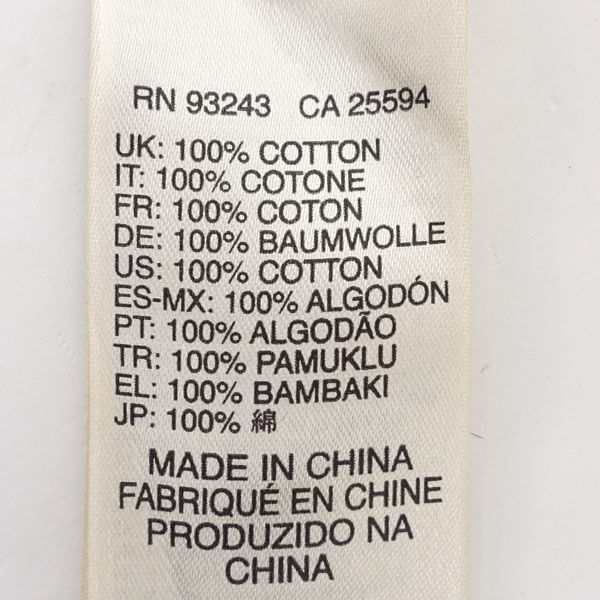 RN 93243 CA 25594
UK: 100% COTTON
IT: 100% COTONE
FR: 100% COTON
DE: 100% BAUMWOLLE
US: 100% COTTON
ES-MX: 100% ALGODÓN
PT: 100% ALGODÃO
TR: 100% PAMUKLU
EL: 100% BAMBAKI
JP: 100% 綿
MADE IN CHINA
FABRIQUÉ EN CHINE
PRODUZIDO NA
CHINA